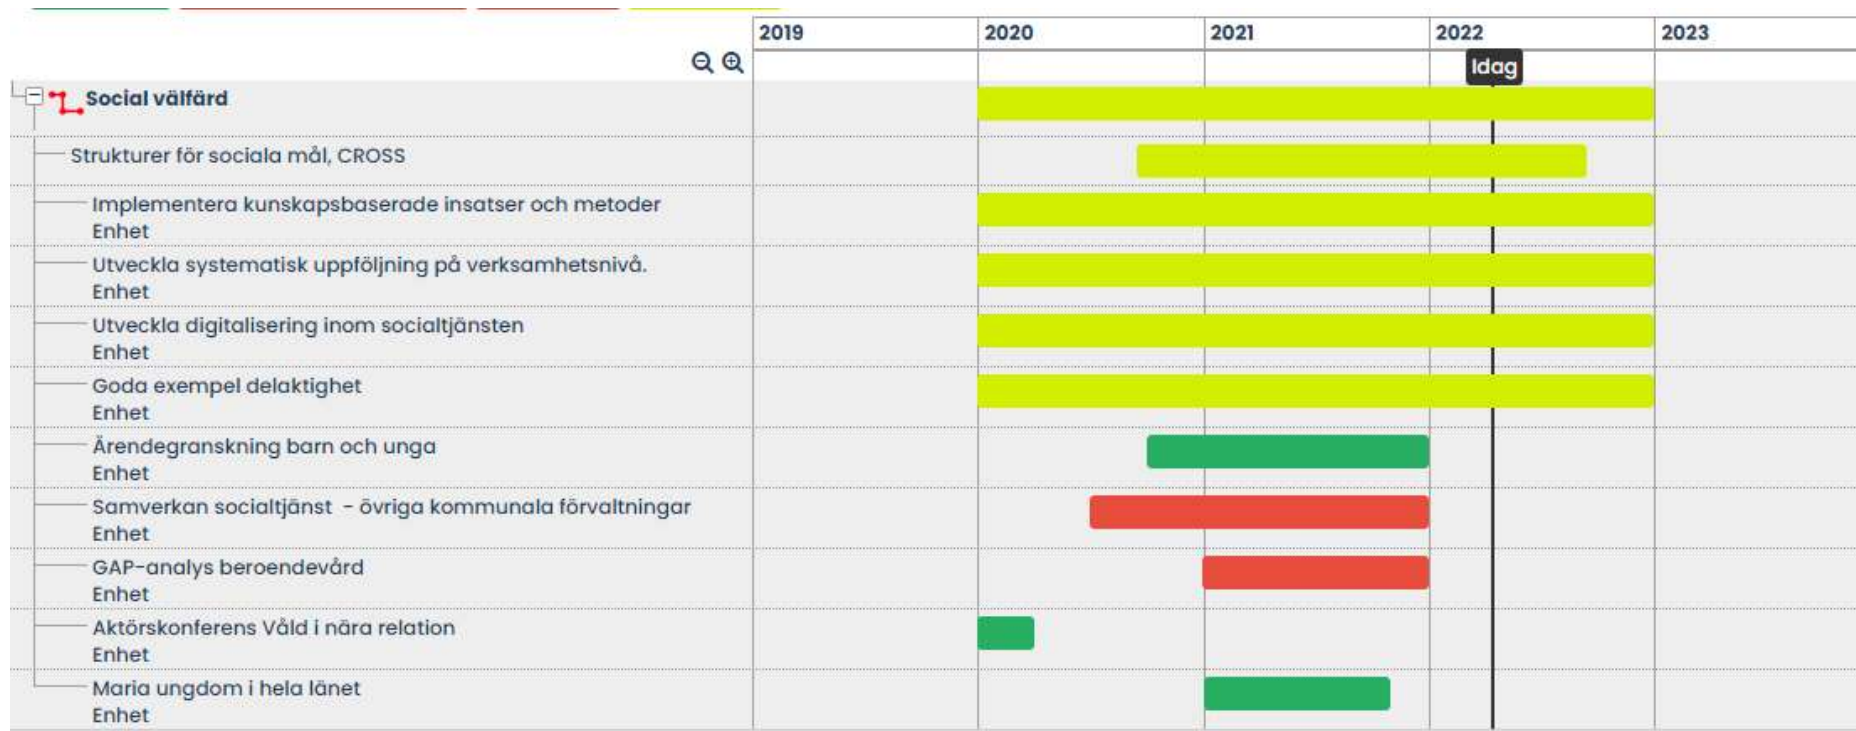 2019 2020 2021 2022 2023
Idag
Social välfärd
Strukturer för sociala mål, CROSS
Implementera kunskapsbaserade insatser och metoder
Enhet
Utveckla systematisk uppföljning på verksamhetsnivå.
Enhet
Utveckla digitalisering inom socialtjänsten
Enhet
Goda exempel delaktighet
Enhet
Ärendegranskning barn och unga
Enhet
Samverkan socialtjänst - övriga kommunala förvaltningar
Enhet
GAP-analys beroendevård
Enhet
Aktörskonferens Våld i nära relation
Enhet
Maria ungdom i hela länet
Enhet